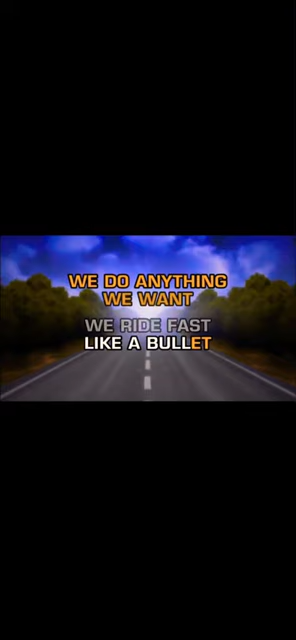 WE DO ANYTHING
WE WANT
WE RIDE FAST
LIKE A BULLET